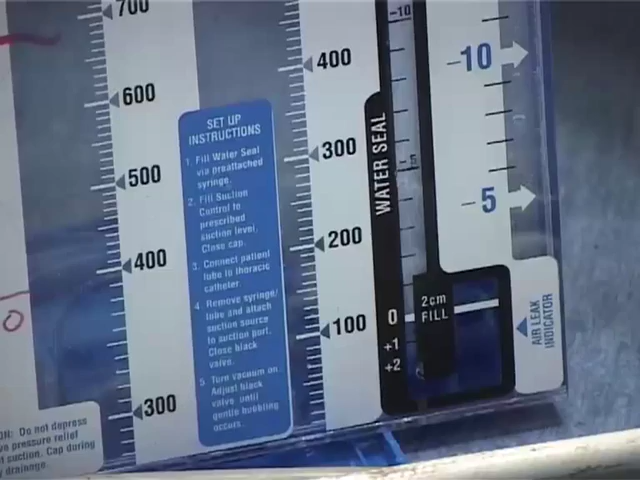 700
600
500
400
300
SET UP
INSTRUCTIONS
1. Fill Water Seal
via preattached
syringe.
2. Fill Suction
Control to
prescribed
suction level.
Close cap.
3. Connect patient
tube to thoracic
catheter.
4. Remove syringe/
tube and attach
suction source
to suction port.
Close black
valve.
5. Turn vacuum on.
Adjust black
valve until
gentle bubbling
occurs.
400
300
200
100
WATER SEAL
-10
-5
0
+1
+2
2cm
FILL
-10
-5
AIR LEAK
INDICATOR
Do not depress
pressure relief
suction. Cap during
drainage.